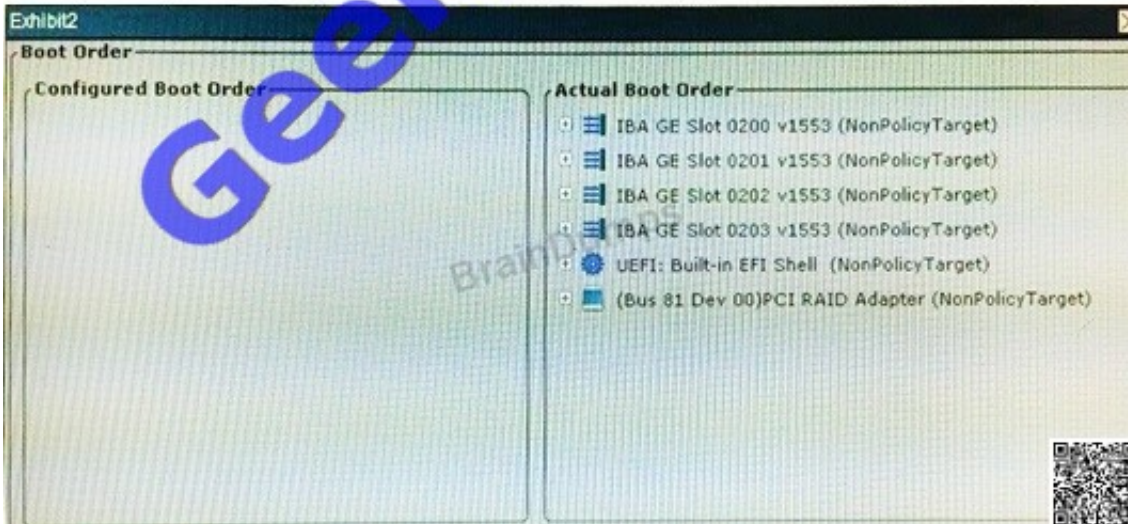 Exhibit2
Boot Order
Configured Boot Order
Actual Boot Order
IBA GE Slot 0200 v1553 (NonPolicyTarget)
IBA GE Slot 0201 v1553 (NonPolicyTarget)
IBA GE Slot 0202 v1553 (NonPolicyTarget)
IBA GE Slot 0203 v1553 (NonPolicyTarget)
UEFI: Built-in EFI Shell (NonPolicyTarget)
(Bus 81 Dev 00)PCI RAID Adapter (NonPolicyTarget)
BrainDumps
Gee